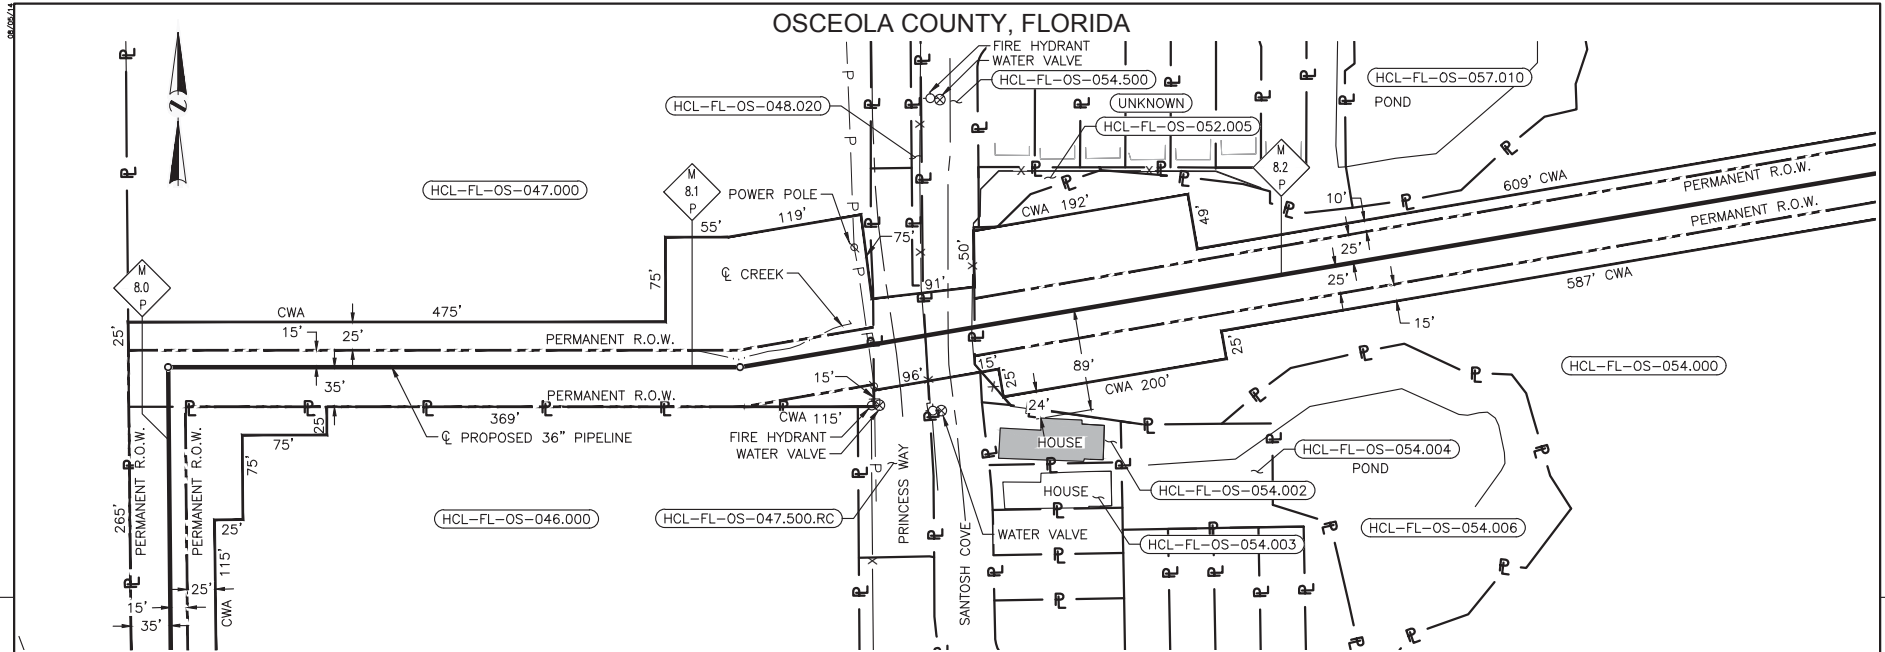 08/05/14
OSCEOLA COUNTY, FLORIDA
FIRE HYDRANT
WATER VALVE
HCL-FL-OS-054.500
HCL-FL-OS-057.010
POND
HCL-FL-OS-048.020
UNKNOWN
HCL-FL-OS-052.005
M
8.2
P
HCL-FL-OS-047.000
M
8.1
P
POWER POLE
55'
119'
75'
75'
CWA 192'
49'
10'
609' CWA
PERMANENT R.O.W.
PERMANENT R.O.W.
50'
25'
25'
587' CWA
15'
M
8.0
P
℄ CREEK
91'
25'
CWA
475'
15'
25'
PERMANENT R.O.W.
35'
PERMANENT R.O.W.
369'
25'
℄ PROPOSED 36" PIPELINE
15'
96'
15'
25'
89'
25'
CWA 200'
24'
CWA 115'
FIRE HYDRANT
WATER VALVE
HCL-FL-OS-054.000
75'
75'
HOUSE
HCL-FL-OS-054.004
POND
HOUSE
HCL-FL-OS-054.002
HCL-FL-OS-046.000
HCL-FL-OS-047.500.RC
PRINCESS WAY
SANTOSH COVE
WATER VALVE
HCL-FL-OS-054.003
HCL-FL-OS-054.006
265'
PERMANENT R.O.W.
PERMANENT R.O.W.
25'
115'
CWA
25'
15'
35'